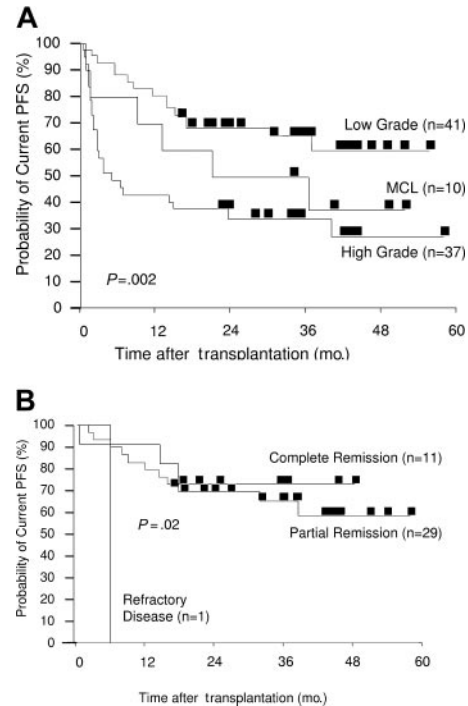 A
Probability of Current PFS (%)
100
90
80
70
60
50
40
30
20
10
0
Low Grade (n=41)
MCL (n=10)
High Grade (n=37)
P=.002
0 12 24 36 48 60
Time after transplantation (mo.)
B
Probability of Current PFS (%)
100
90
80
70
60
50
40
30
20
10
0
Complete Remission (n=11)
P=.02
Partial Remission (n=29)
Refractory
Disease (n=1)
0 12 24 36 48 60
Time after transplantation (mo.)